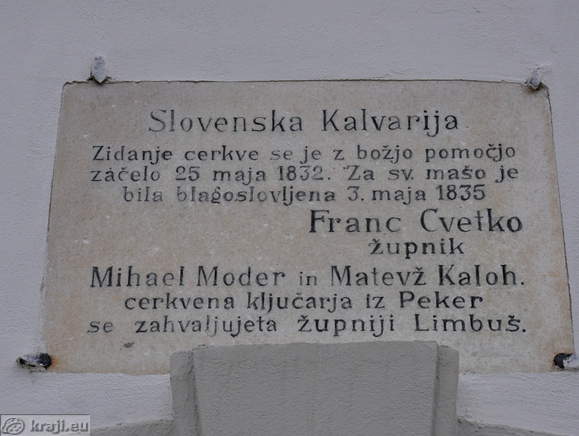 Slovenska Kalvarija
Zidanje cerkve se je z božjo pomočjo
začelo 25 maja 1832. Za sv. mašo je
bila blagoslovljena 3. maja 1835
Franc Cvetko
župnik
Mihael Moder in Matevž Kaloh.
cerkvena ključarja iz Peker
se zahvaljujeta župniji Limbuš.
kraji.eu